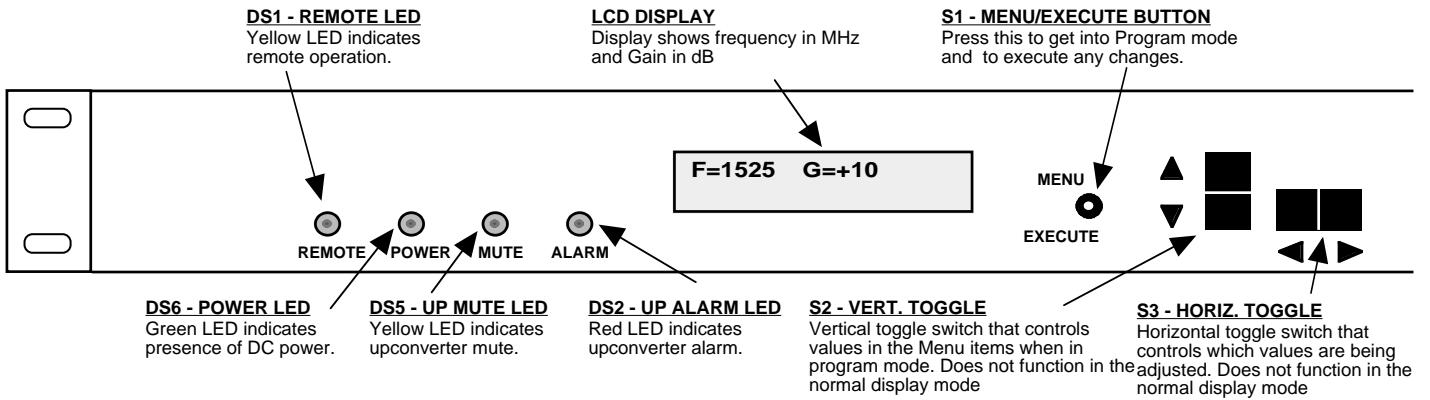 DS1 - REMOTE LED
Yellow LED indicates
remote operation.
LCD DISPLAY
Display shows frequency in MHz
and Gain in dB
S1 - MENU/EXECUTE BUTTON
Press this to get into Program mode
and to execute any changes.
F=1525 G=+10
MENU
EXECUTE
REMOTE
POWER
MUTE
ALARM
DS6 - POWER LED
Green LED indicates
presence of DC power.
DS5 - UP MUTE LED
Yellow LED indicates
upconverter mute.
DS2 - UP ALARM LED
Red LED indicates
upconverter alarm.
S2 - VERT. TOGGLE
Vertical toggle switch that controls
values in the Menu items when in
program mode. Does not function in the
normal display mode
S3 - HORIZ. TOGGLE
Horizontal toggle switch that
controls which values are being
adjusted. Does not function in the
normal display mode